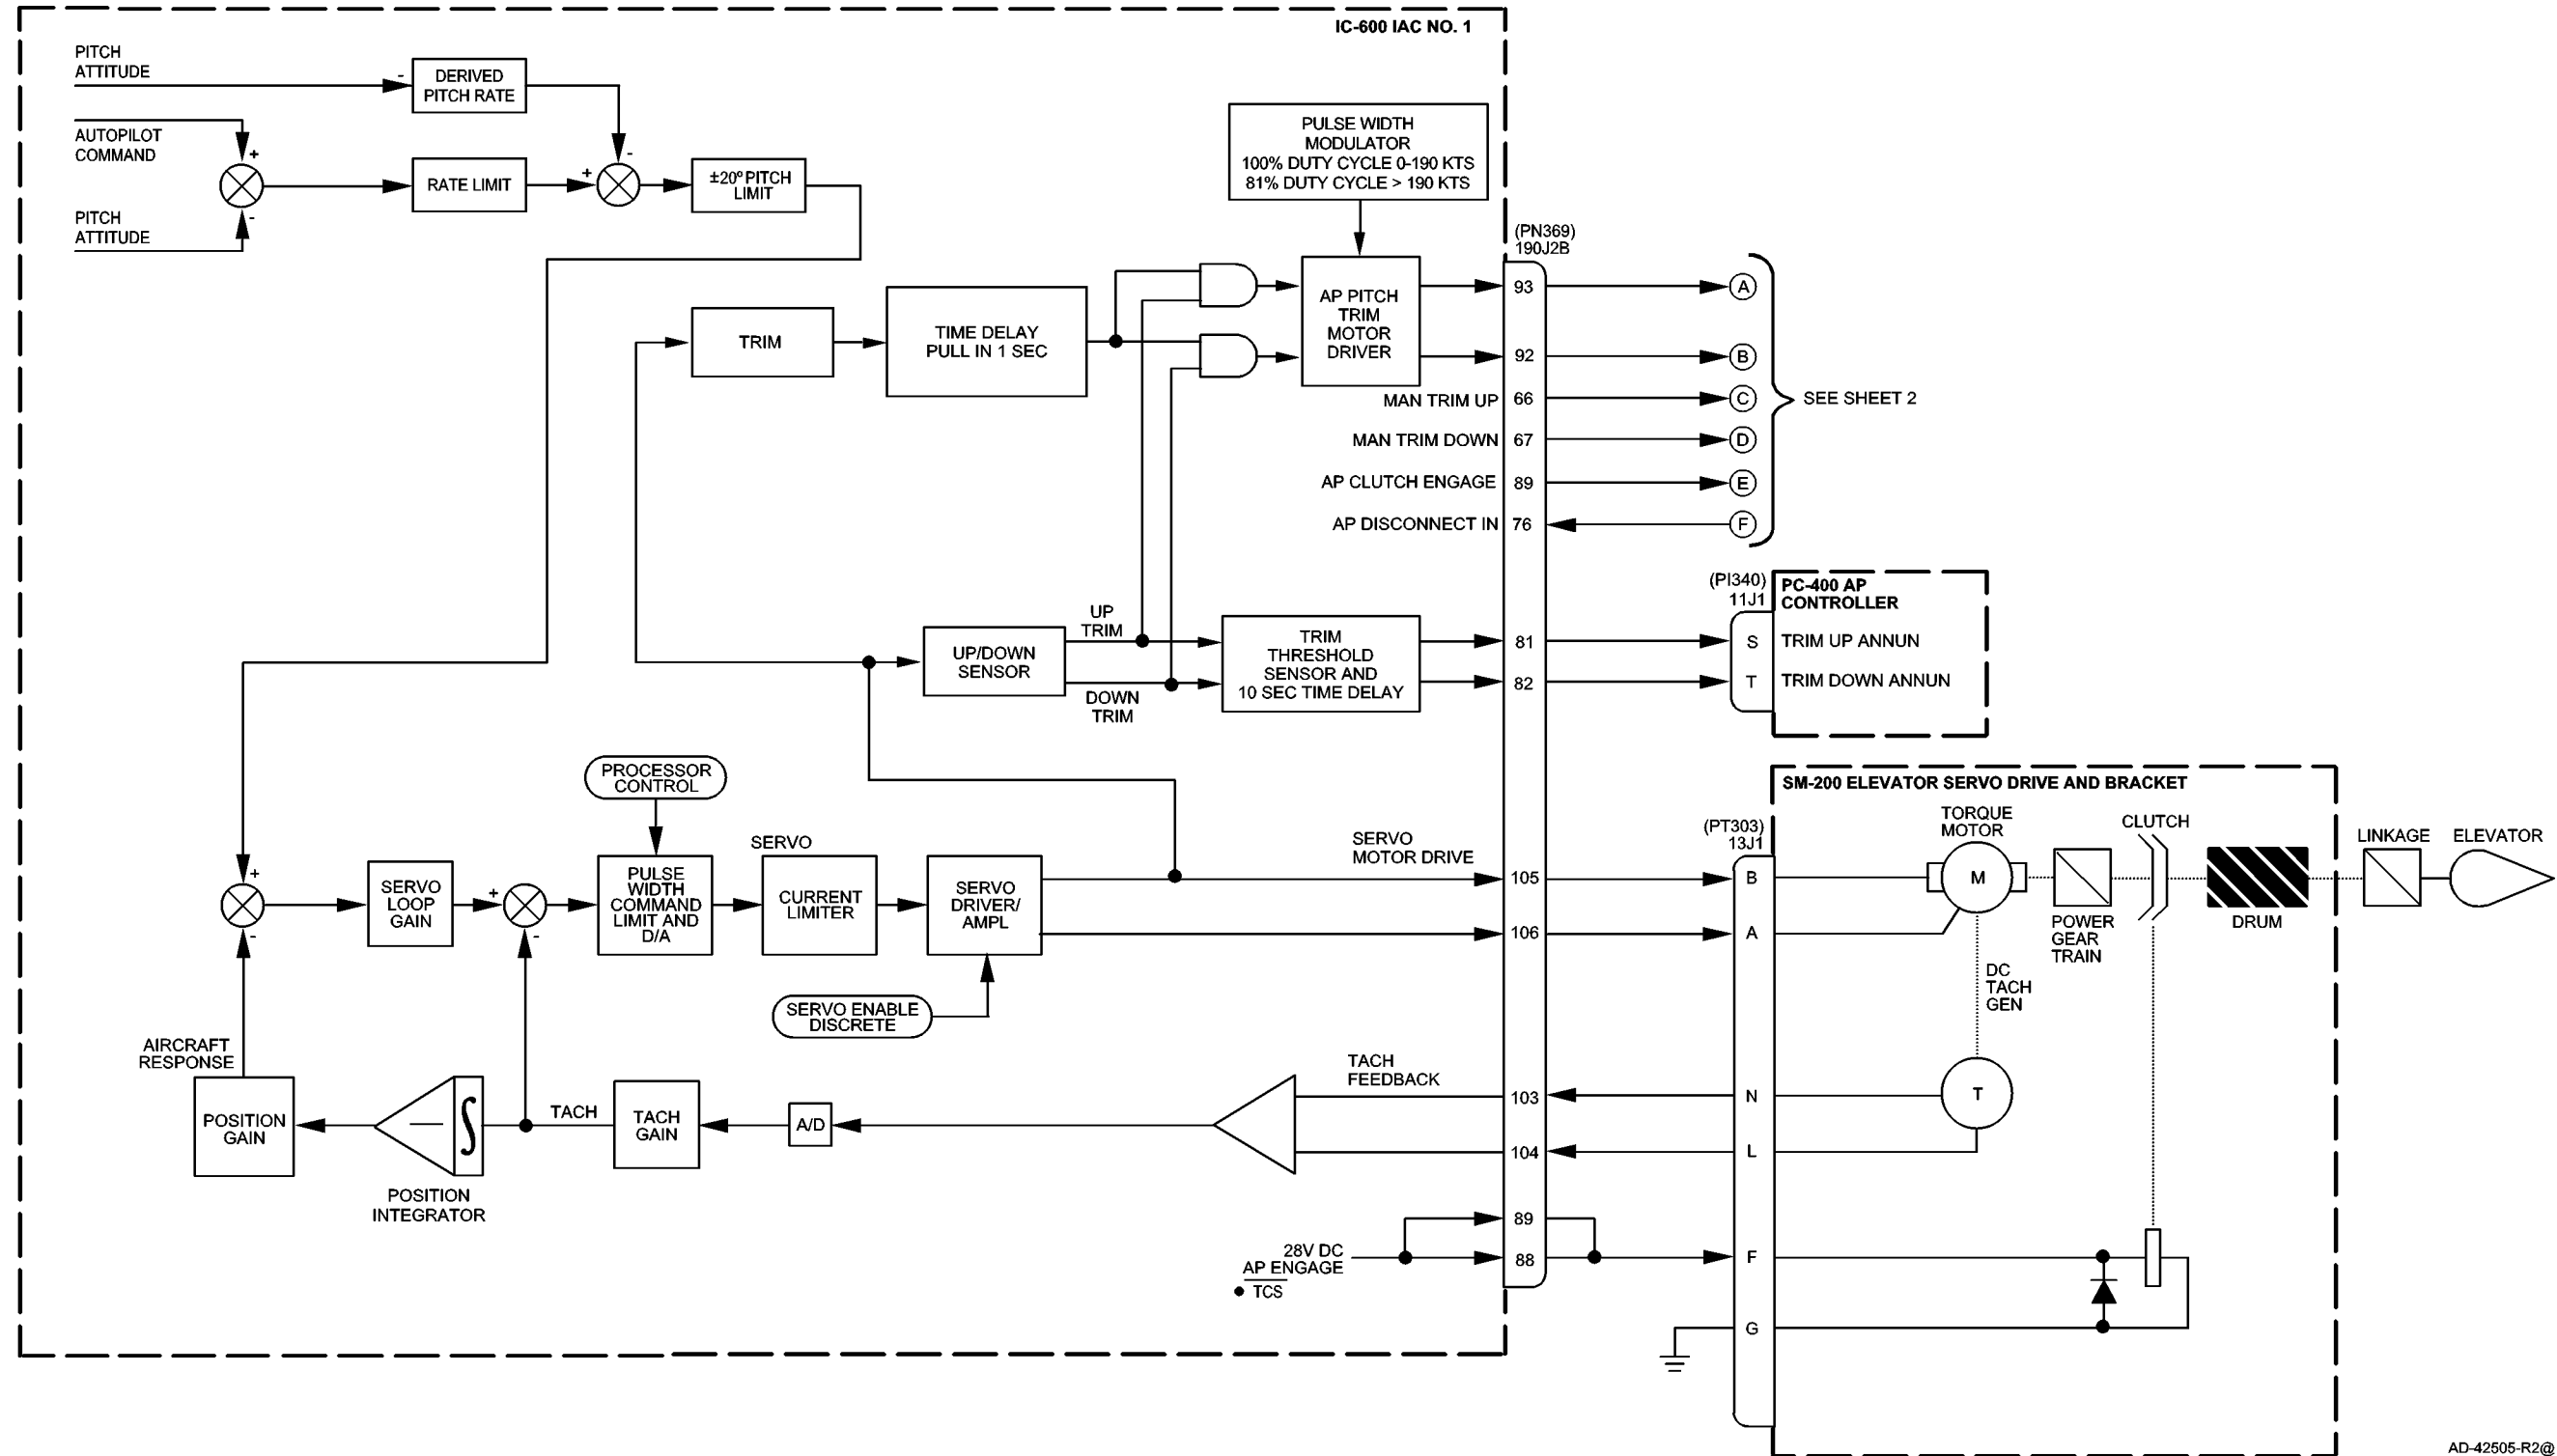 IC-600 IAC NO. 1
PITCH
ATTITUDE
-
DERIVED
PITCH RATE
AUTOPILOT
COMMAND
+
-
PITCH
ATTITUDE
RATE LIMIT
+
-
±20° PITCH
LIMIT
PULSE WIDTH
MODULATOR
100% DUTY CYCLE 0-190 KTS
81% DUTY CYCLE > 190 KTS
TRIM
TIME DELAY
PULL IN 1 SEC
AP PITCH
TRIM
MOTOR
DRIVER
(PN369)
190J2B
93
A
92
B
MAN TRIM UP
66
C
SEE SHEET 2
MAN TRIM DOWN
67
D
AP CLUTCH ENGAGE
89
E
AP DISCONNECT IN
76
F
UP/DOWN
SENSOR
UP
TRIM
DOWN
TRIM
TRIM
THRESHOLD
SENSOR AND
10 SEC TIME DELAY
81
82
(PI340)
11J1
PC-400 AP
CONTROLLER
S
TRIM UP ANNUN
T
TRIM DOWN ANNUN
PROCESSOR
CONTROL
+
-
SERVO
LOOP
GAIN
+
-
PULSE
WIDTH
COMMAND
LIMIT AND
D/A
SERVO
CURRENT
LIMITER
SERVO
DRIVER/
AMPL
SERVO ENABLE
DISCRETE
SERVO
MOTOR DRIVE
105
106
(PT303)
13J1
B
A
SM-200 ELEVATOR SERVO DRIVE AND BRACKET
TORQUE
MOTOR
M
CLUTCH
POWER
GEAR
TRAIN
DRUM
LINKAGE
ELEVATOR
DC
TACH
GEN
T
AIRCRAFT
RESPONSE
POSITION
GAIN
∫
POSITION
INTEGRATOR
TACH
TACH
GAIN
A/D
TACH
FEEDBACK
103
104
N
L
28V DC
AP ENGAGE
• TCS
89
88
F
G
AD-42505-R2@